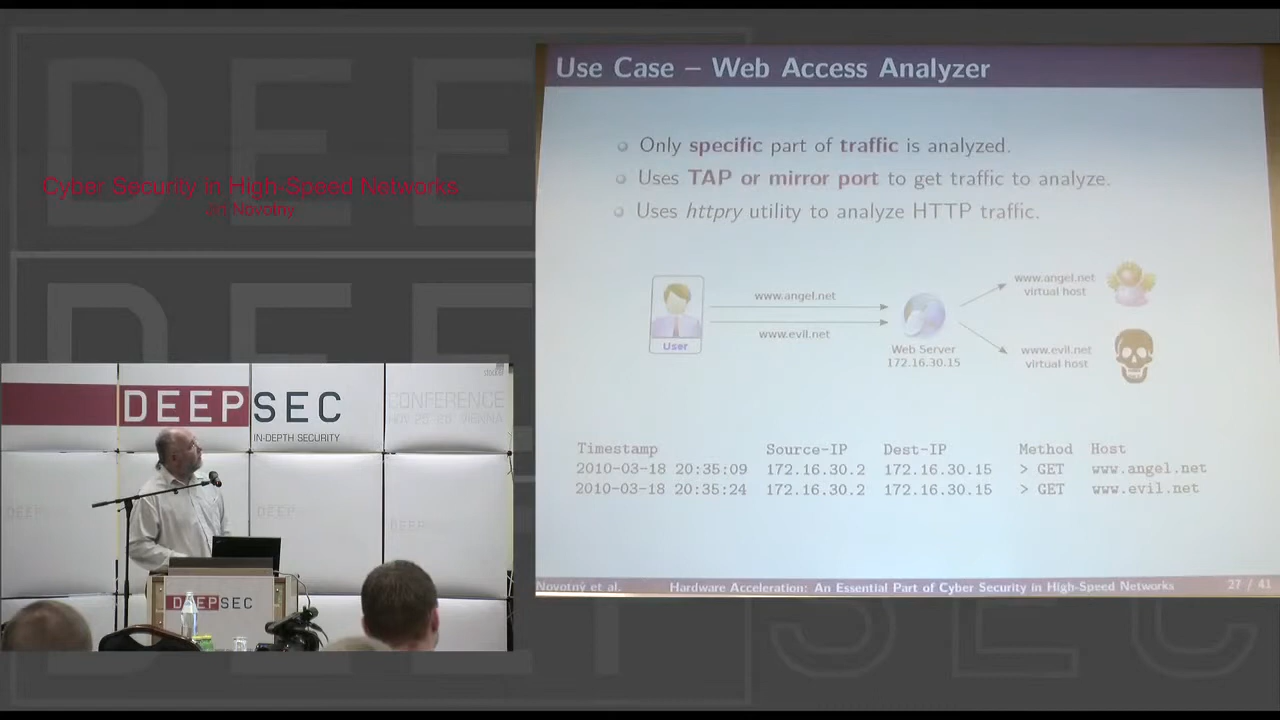 Cyber Security in High-Speed Networks
Novotny
Use Case – Web Access Analyzer
Only specific part of traffic is analyzed.
Uses TAP or mirror port to get traffic to analyze.
Uses httpry utility to analyze HTTP traffic.
www.angel.net
www.evil.net
User
Web Server
172.16.30.15
www.angel.net
virtual host
www.evil.net
virtual host
Timestamp Source-IP Dest-IP Method Host
2010-03-18 20:35:09 172.16.30.2 172.16.30.15 > GET www.angel.net
2010-03-18 20:35:24 172.16.30.2 172.16.30.15 > GET www.evil.net
Novotný et al. Hardware Acceleration: An Essential Part of Cyber Security in High-Speed Networks 27 / 41
DEEPSEC
IN-DEPTH SECURITY
CONFERENCE
DEEPSEC